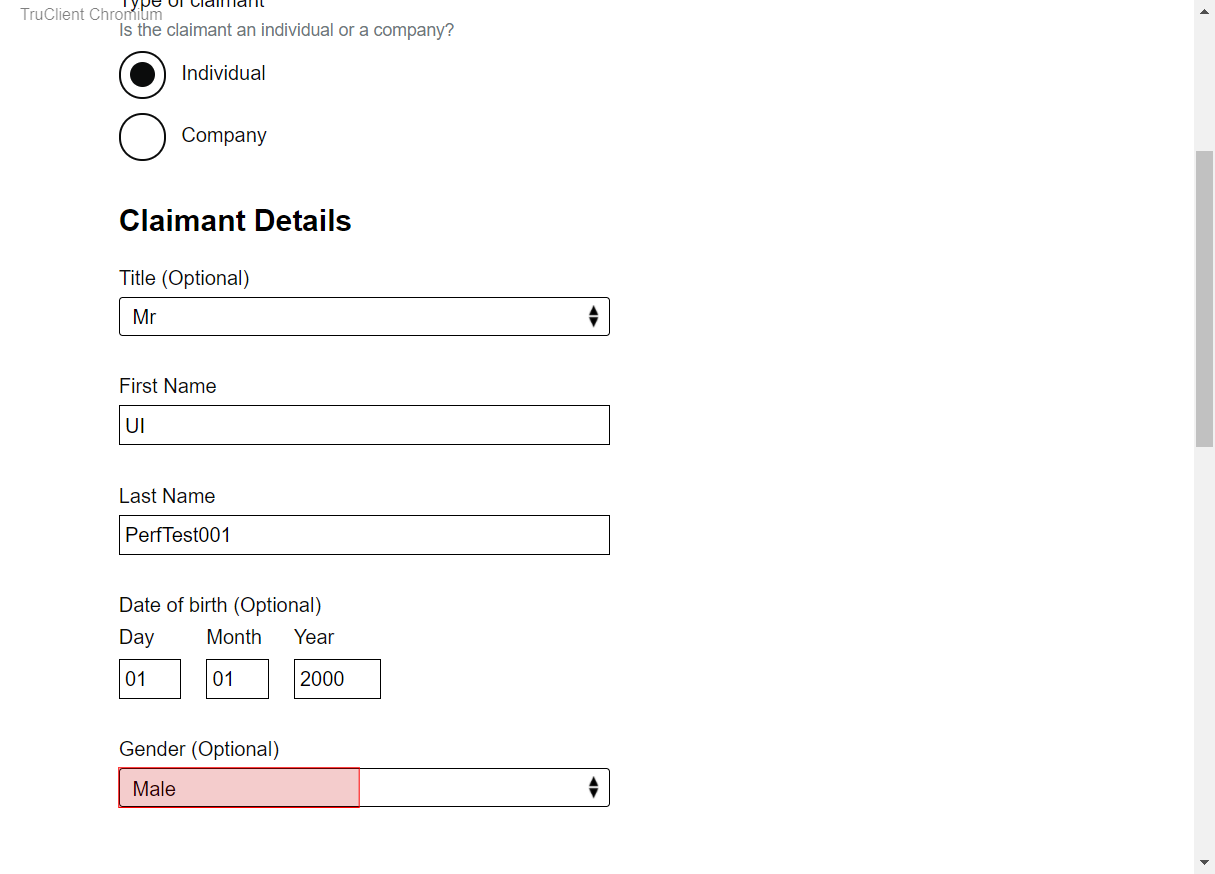 Type of claimant
TruClient Chromium
Is the claimant an individual or a company?
Individual
Company
Claimant Details
Title (Optional)
Mr
First Name
UI
Last Name
PerfTest001
Date of birth (Optional)
Day Month Year
01 01 2000
Gender (Optional)
Male